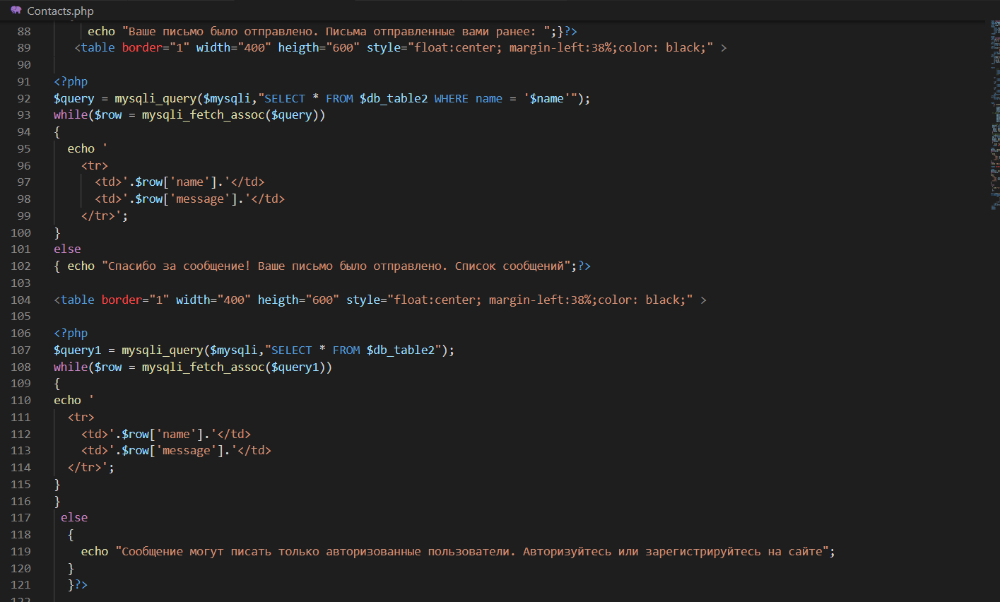 Contacts.php
88 echo "Ваше письмо было отправлено. Письма отправленные вами ранее: ";}?>
89 <table border="1" width="400" heigth="600" style="float:center; margin-left:38%;color: black;" >
90
91 <?php
92 $query = mysqli_query($mysqli,"SELECT * FROM $db_table2 WHERE name = '$name'");
93 while($row = mysqli_fetch_assoc($query))
94 {
95 echo '
96 <tr>
97 <td>'.$row['name'].'</td>
98 <td>'.$row['message'].'</td>
99 </tr>';
100 }
101 else
102 { echo "Спасибо за сообщение! Ваше письмо было отправлено. Список сообщений";?>
103
104 <table border="1" width="400" heigth="600" style="float:center; margin-left:38%;color: black;" >
105
106 <?php
107 $query1 = mysqli_query($mysqli,"SELECT * FROM $db_table2");
108 while($row = mysqli_fetch_assoc($query1))
109 {
110 echo '
111 <tr>
112 <td>'.$row['name'].'</td>
113 <td>'.$row['message'].'</td>
114 </tr>';
115 }
116 }
117 else
118 {
119 echo "Сообщение могут писать только авторизованные пользователи. Авторизуйтесь или зарегистрируйтесь на сайте";
120 }
121 }?>
122